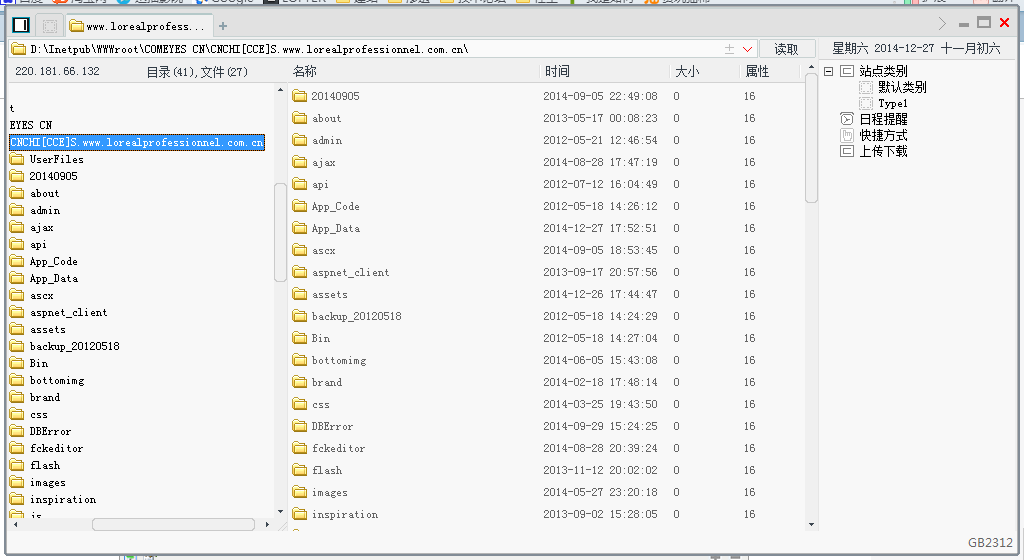 www.lorealprofess...
D:\Inetpub\WWWroot\COMEYES CN\CNCHI[CCE]S.www.lorealprofessionnel.com.cn\
读取
星期六 2014-12-27 十一月初六
220.181.66.132
目录(41),文件(27)
名称 时间 大小 属性
t
EYES CN
CNCHI[CCE]S.www.lorealprofessionnel.com.cn
UserFiles
20140905
about
admin
ajax
api
App_Code
App_Data
ascx
aspnet_client
assets
backup_20120518
Bin
bottomimg
brand
css
DBError
fckeditor
flash
images
inspiration
js
20140905 2014-09-05 22:49:08 0 16
about 2013-05-17 00:08:23 0 16
admin 2012-05-21 12:46:54 0 16
ajax 2014-08-28 17:47:19 0 16
api 2012-07-12 16:04:49 0 16
App_Code 2012-05-18 14:26:12 0 16
App_Data 2014-12-27 17:52:51 0 16
ascx 2014-09-05 18:53:45 0 16
aspnet_client 2013-09-17 20:57:56 0 16
assets 2014-12-26 17:44:47 0 16
backup_20120518 2012-05-18 14:24:29 0 16
Bin 2012-05-18 14:27:04 0 16
bottomimg 2014-06-05 15:43:08 0 16
brand 2014-02-18 17:48:14 0 16
css 2014-03-25 19:43:50 0 16
DBError 2014-09-29 15:24:25 0 16
fckeditor 2014-08-28 20:39:24 0 16
flash 2013-11-12 20:02:02 0 16
images 2014-05-27 23:20:18 0 16
inspiration 2013-09-02 15:28:05 0 16
站点类别
默认类别
Type1
日程提醒
快捷方式
上传下载
GB2312